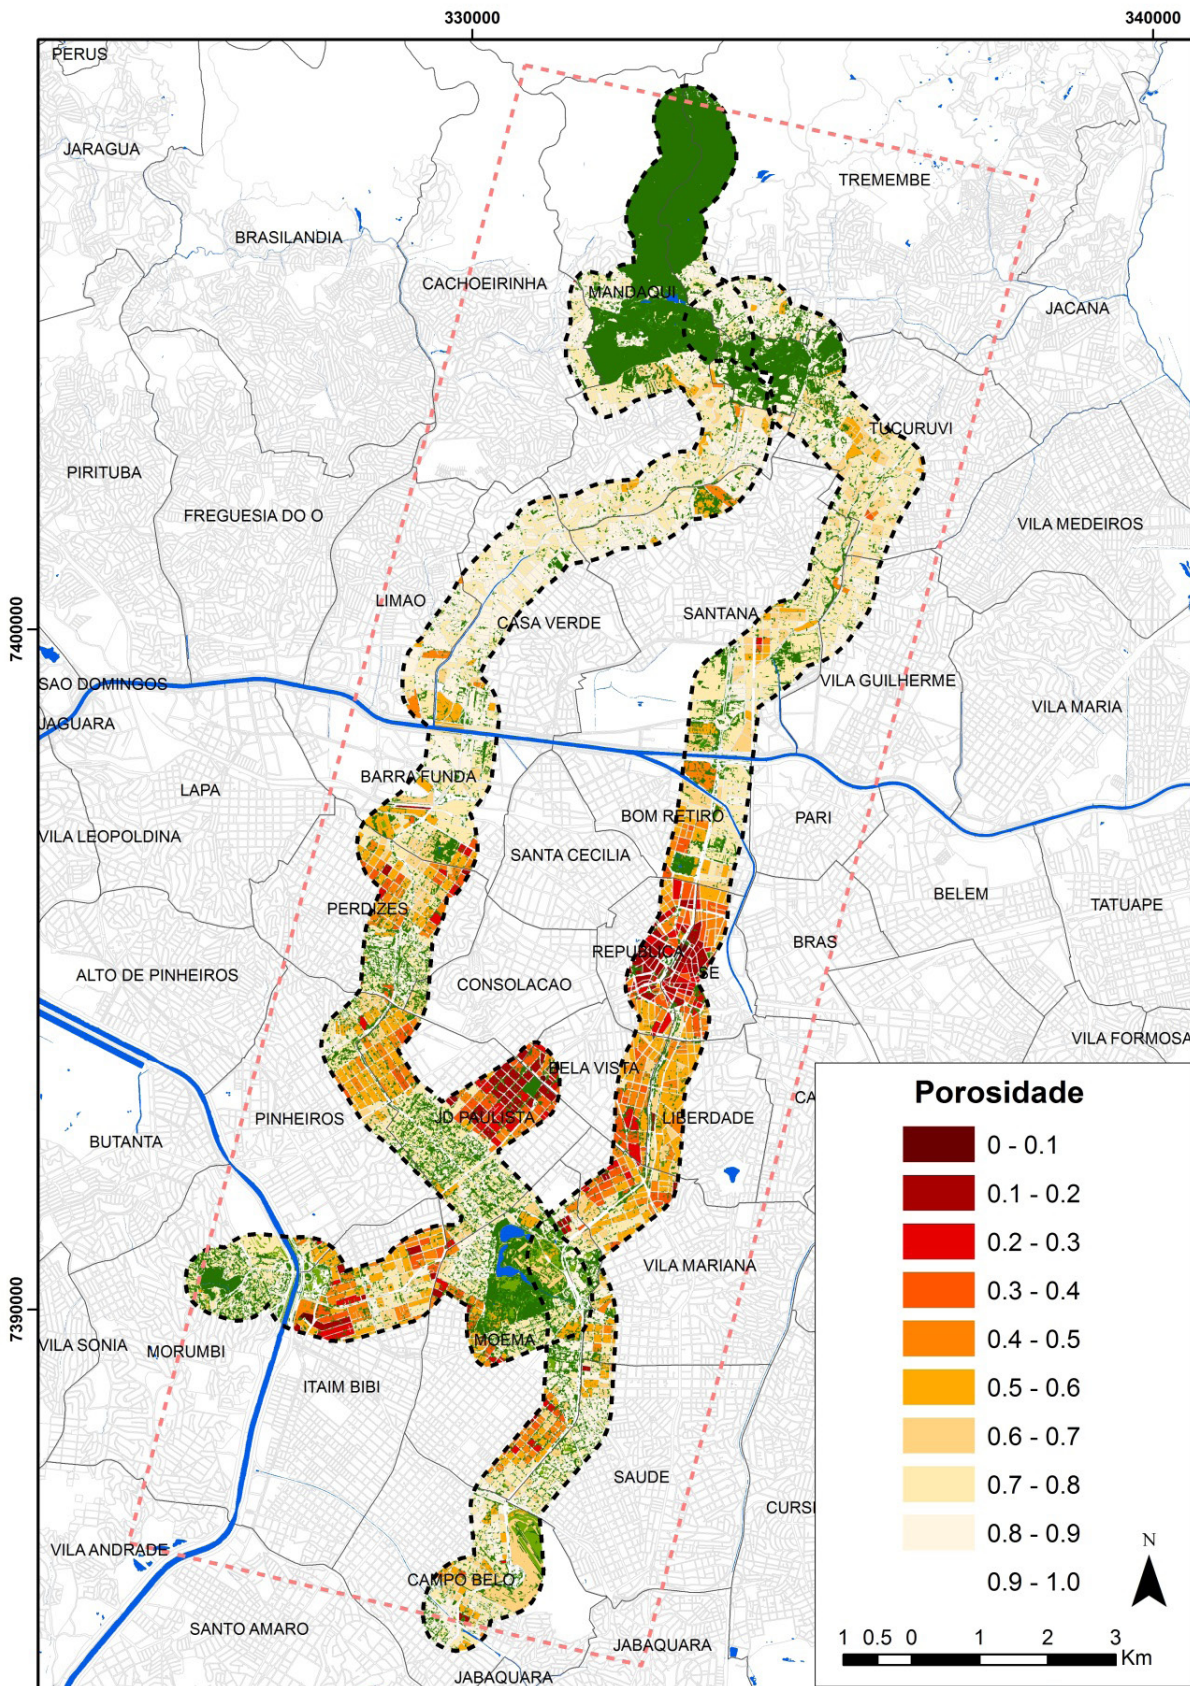 330000
340000
PERUS
JARAGUA
TREMEMBE
BRASILANDIA
CACHOEIRINHA
MANDAQUI
JACANA
TUCURUVI
PIRITUBA
FREGUESIA DO O
VILA MEDEIROS
LIMAO
SANTANA
CASA VERDE
7400000
SAO DOMINGOS
VILA GUILHERME
JAGUARA
VILA MARIA
BARRA FUNDA
LAPA
BOM RETIRO
PARI
VILA LEOPOLDINA
SANTA CECILIA
BELEM
TATUAPE
PERDIZES
REPUBLICA
BRAS
SE
ALTO DE PINHEIROS
CONSOLACAO
VILA FORMOSA
BELA VISTA
PINHEIROS
JD PAULISTA
LIBERDADE
CA
BUTANTA
VILA MARIANA
7390000
MOEMA
VILA SONIA
MORUMBI
ITAIM BIBI
SAUDE
CURSI
VILA ANDRADE
CAMPO BELO
SANTO AMARO
JABAQUARA
JABAQUARA
Porosidade
0 - 0.1
0.1 - 0.2
0.2 - 0.3
0.3 - 0.4
0.4 - 0.5
0.5 - 0.6
0.6 - 0.7
0.7 - 0.8
0.8 - 0.9
0.9 - 1.0
N
1 0.5 0 1 2 3
Km